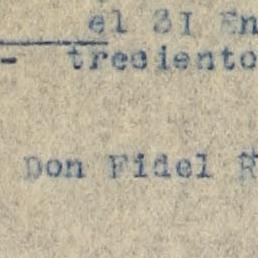 el 31 En
- treciento
Don Fidel R